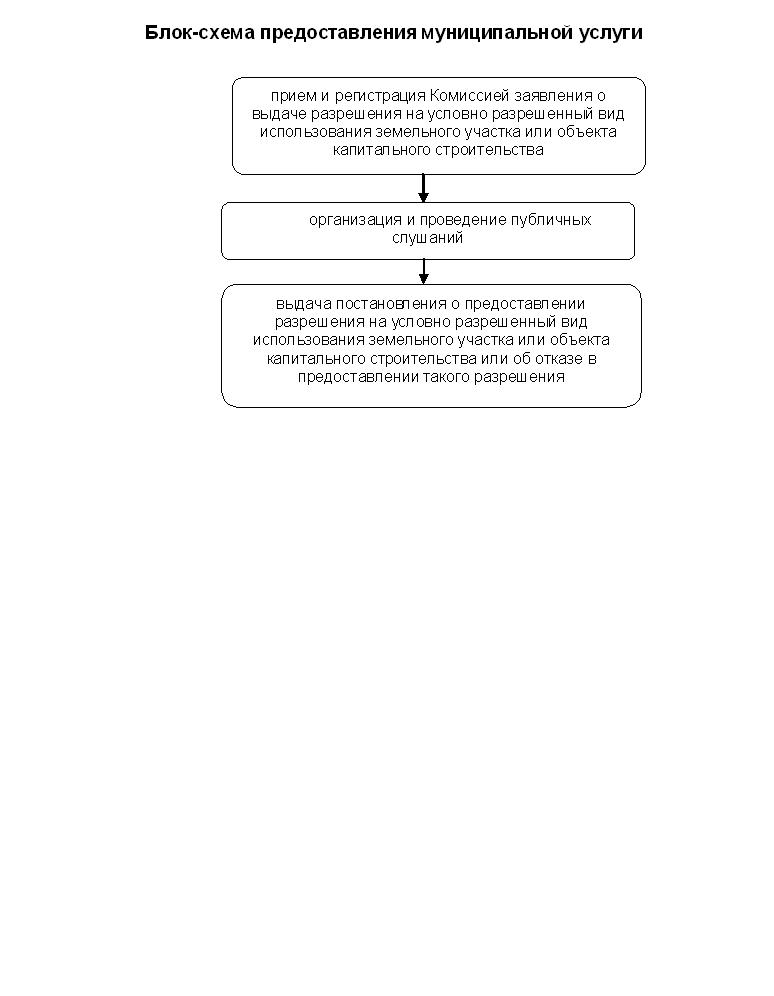 Блок-схема предоставления муниципальной услуги
прием и регистрация Комиссией заявления о
выдаче разрешения на условно разрешенный вид
использования земельного участка или объекта
капитального строительства
организация и проведение публичных
слушаний
выдача постановления о предоставлении
разрешения на условно разрешенный вид
использования земельного участка или объекта
капитального строительства или об отказе в
предоставлении такого разрешения